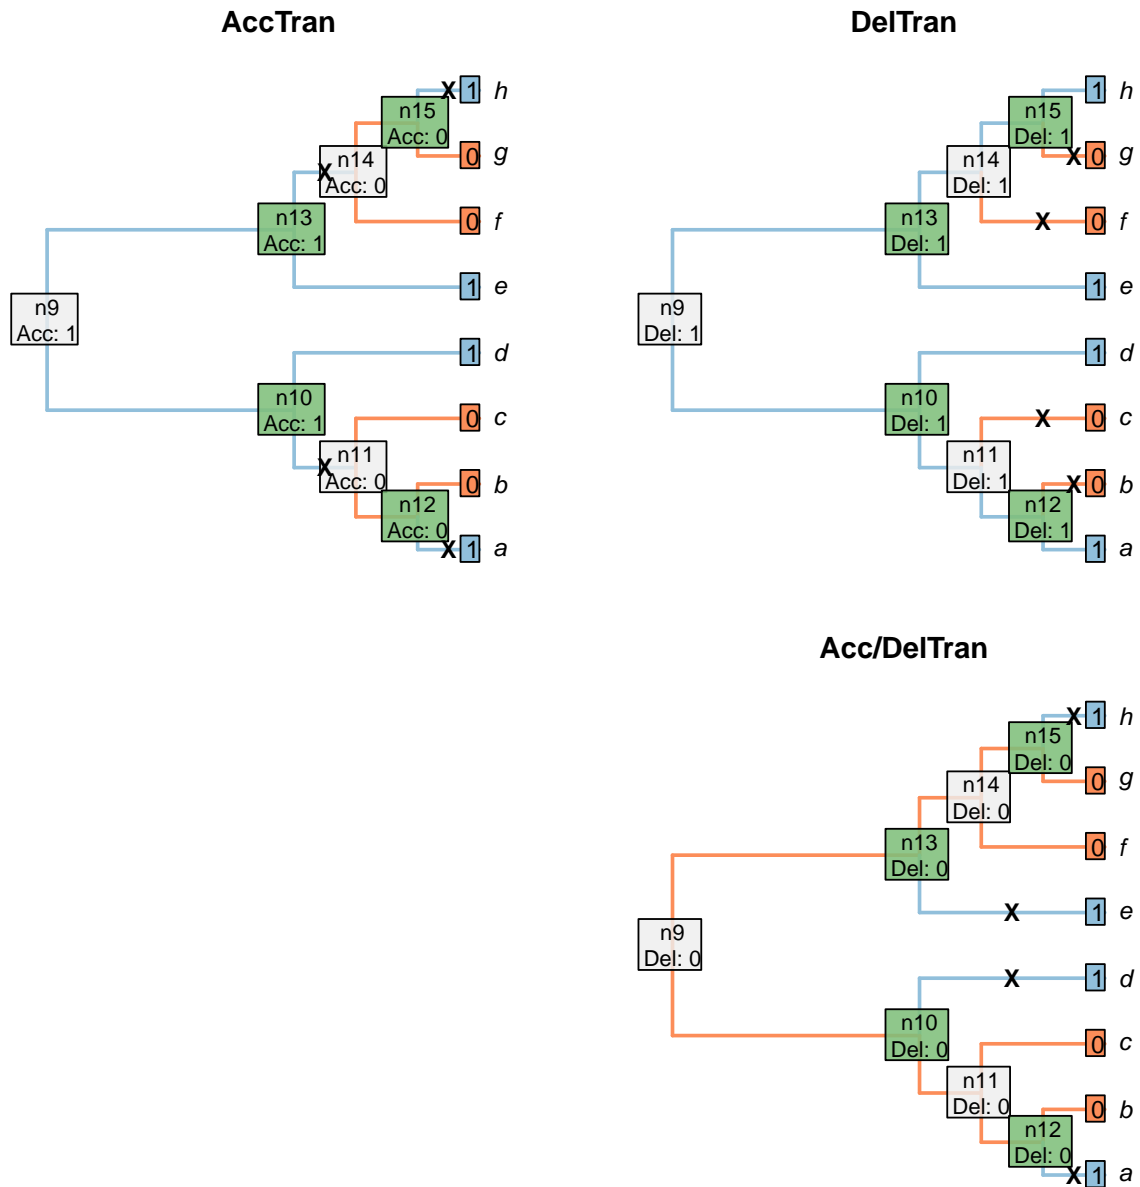 AccTran
X 1 h
n15
Acc: 0
0 g
X n14
Acc: 0
0 f
n13
Acc: 1
1 e
n9
Acc: 1
1 d
n10
Acc: 1
0 c
X n11
Acc: 0
0 b
n12
Acc: 0
X 1 a
DelTran
1 h
n15
Del: 1
X 0 g
n14
Del: 1
X 0 f
n13
Del: 1
1 e
n9
Del: 1
1 d
n10
Del: 1
X 0 c
n11
Del: 1
X 0 b
n12
Del: 1
1 a
Acc/DelTran
X 1 h
n15
Del: 0
0 g
n14
Del: 0
0 f
n13
Del: 0
X 1 e
n9
Del: 0
X 1 d
n10
Del: 0
0 c
n11
Del: 0
0 b
n12
Del: 0
X 1 a